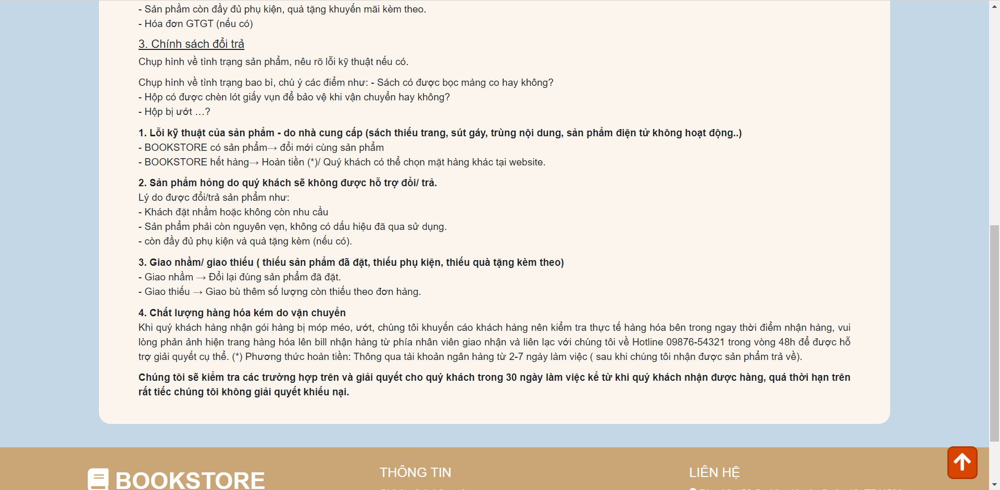 - Sản phẩm còn đầy đủ phụ kiện, quà tặng khuyến mãi kèm theo.
- Hóa đơn GTGT (nếu có)
3. Chính sách đổi trả
Chụp hình về tình trạng sản phẩm, nêu rõ lỗi kỹ thuật nếu có.
Chụp hình về tình trạng bao bì, chú ý các điểm như: - Sách có được bọc màng co hay không?
- Hộp có được chèn lót giấy vụn để bảo vệ khi vận chuyển hay không?
- Hộp bị ướt …?
1. Lỗi kỹ thuật của sản phẩm - do nhà cung cấp (sách thiếu trang, sút gáy, trùng nội dung, sản phẩm điện tử không hoạt động..)
- BOOKSTORE có sản phẩm→ đổi mới cùng sản phẩm
- BOOKSTORE hết hàng→ Hoàn tiền (*)/ Quý khách có thể chọn mặt hàng khác tại website.
2. Sản phẩm hỏng do quý khách sẽ không được hỗ trợ đổi/ trả.
Lý do được đổi/trả sản phẩm như:
- Khách đặt nhầm hoặc không còn nhu cầu
- Sản phẩm phải còn nguyên vẹn, không có dấu hiệu đã qua sử dụng.
- còn đầy đủ phụ kiện và quà tặng kèm (nếu có).
3. Giao nhầm/ giao thiếu ( thiếu sản phẩm đã đặt, thiếu phụ kiện, thiếu quà tặng kèm theo)
- Giao nhầm → Đổi lại đúng sản phẩm đã đặt.
- Giao thiếu → Giao bù thêm số lượng còn thiếu theo đơn hàng.
4. Chất lượng hàng hóa kém do vận chuyển
Khi quý khách hàng nhận gói hàng bị móp méo, ướt, chúng tôi khuyến cáo khách hàng nên kiểm tra thực tế hàng hóa bên trong ngay thời điểm nhận hàng, vui
lòng phản ảnh hiện trang hàng hóa lên bill nhận hàng từ phía nhân viên giao nhận và liên lạc với chúng tôi về Hotline 09876-54321 trong vòng 48h để được hỗ
trợ giải quyết cụ thể. (*) Phương thức hoàn tiền: Thông qua tài khoản ngân hàng từ 2-7 ngày làm việc ( sau khi chúng tôi nhận được sản phẩm trả về).
Chúng tôi sẽ kiểm tra các trường hợp trên và giải quyết cho quý khách trong 30 ngày làm việc kể từ khi quý khách nhận được hàng, quá thời hạn trên
rất tiếc chúng tôi không giải quyết khiếu nại.
BOOKSTORE
THÔNG TIN
LIÊN HỆ